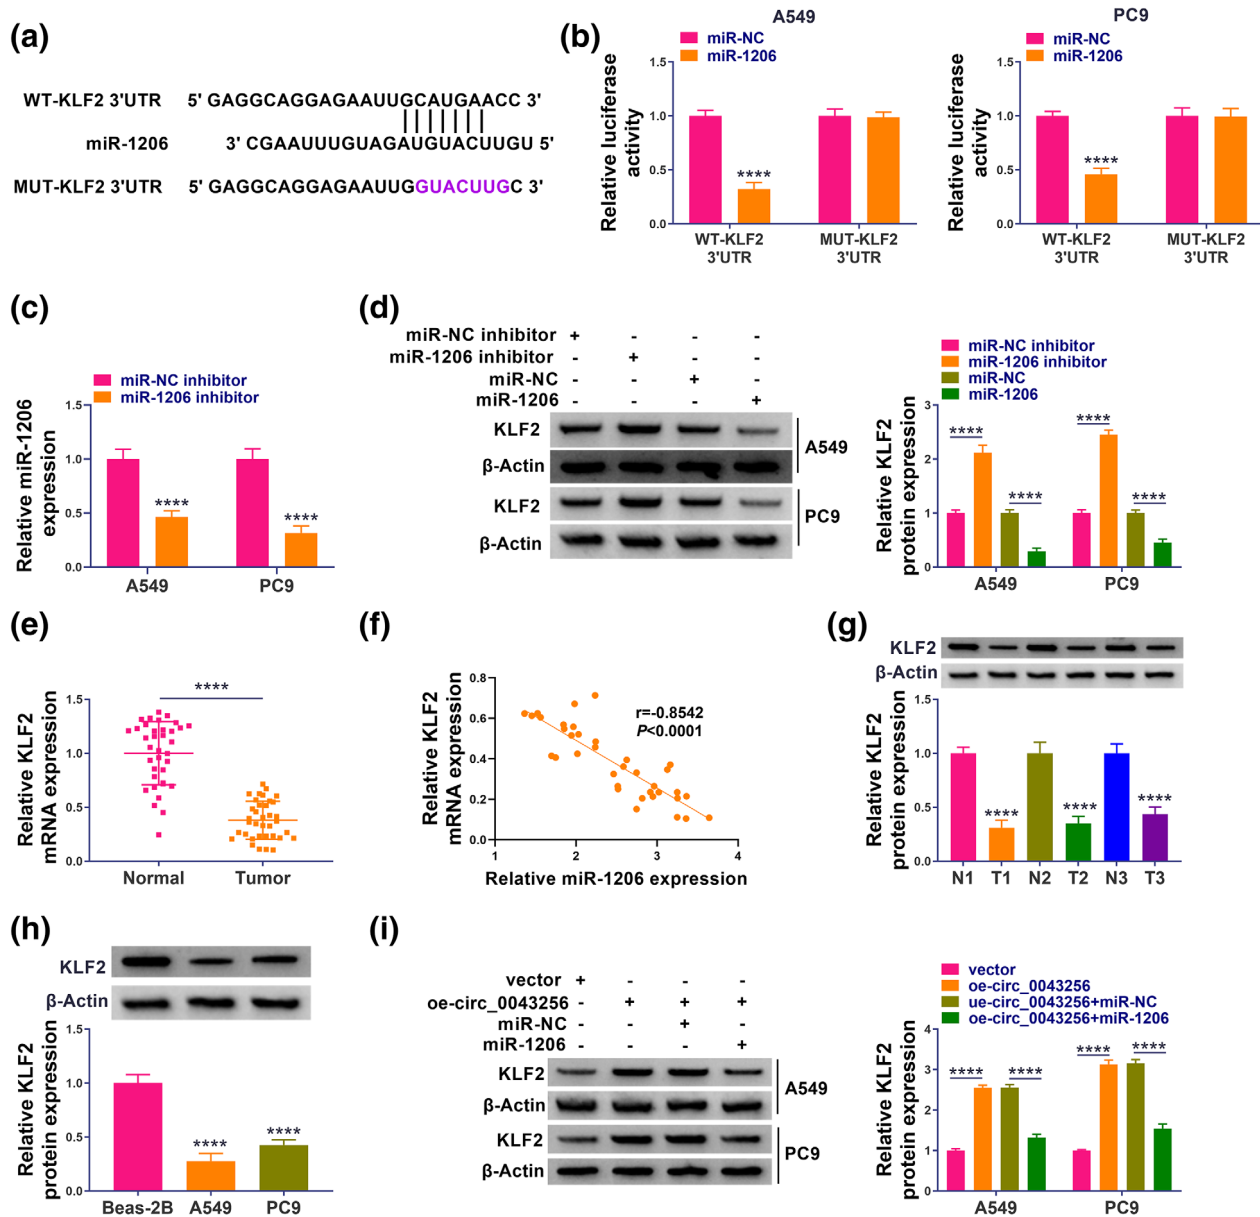 (a)
WT-KLF2 3'UTR 5' GAGGCAGGAGAAUUGCAUGAACC 3'
miR-1206 3' CGAAUUUGUAGAUGUACUUGU 5'
MUT-KLF2 3'UTR 5' GAGGCAGGAGAAUUGGUACUUGC 3'
(b)
A549
miR-NC
miR-1206
Relative luciferase
activity
1.5
1.0
0.5
0.0
****
WT-KLF2
3'UTR
MUT-KLF2
3'UTR
PC9
miR-NC
miR-1206
Relative luciferase
activity
1.5
1.0
0.5
0.0
****
WT-KLF2
3'UTR
MUT-KLF2
3'UTR
(c)
miR-NC inhibitor
miR-1206 inhibitor
Relative miR-1206
expression
1.5
1.0
0.5
0.0
****
****
A549 PC9
(d)
miR-NC inhibitor + - - -
miR-1206 inhibitor - + - -
miR-NC - - + -
miR-1206 - - - +
KLF2
β-Actin
A549
KLF2
β-Actin
PC9
miR-NC inhibitor
miR-1206 inhibitor
miR-NC
miR-1206
Relative KLF2
protein expression
3
2
1
0
**** **** **** ****
A549 PC9
(e)
Relative KLF2
mRNA expression
1.5
1.0
0.5
0.0
****
Normal Tumor
(f)
Relative KLF2
mRNA expression
0.8
0.6
0.4
0.2
0.0
r=-0.8542
P<0.0001
1 2 3 4
Relative miR-1206 expression
(g)
KLF2
β-Actin
Relative KLF2
protein expression
1.5
1.0
0.5
0.0
**** **** ****
N1 T1 N2 T2 N3 T3
(h)
KLF2
β-Actin
Relative KLF2
protein expression
1.5
1.0
0.5
0.0
**** ****
Beas-2B A549 PC9
(i)
vector + - - -
oe-circ_0043256 - + + +
miR-NC - - + -
miR-1206 - - - +
KLF2
β-Actin
A549
KLF2
β-Actin
PC9
vector
oe-circ_0043256
ue-circ_0043256+miR-NC
oe-circ_0043256+miR-1206
Relative KLF2
protein expression
4
3
2
1
0
**** **** **** ****
A549 PC9